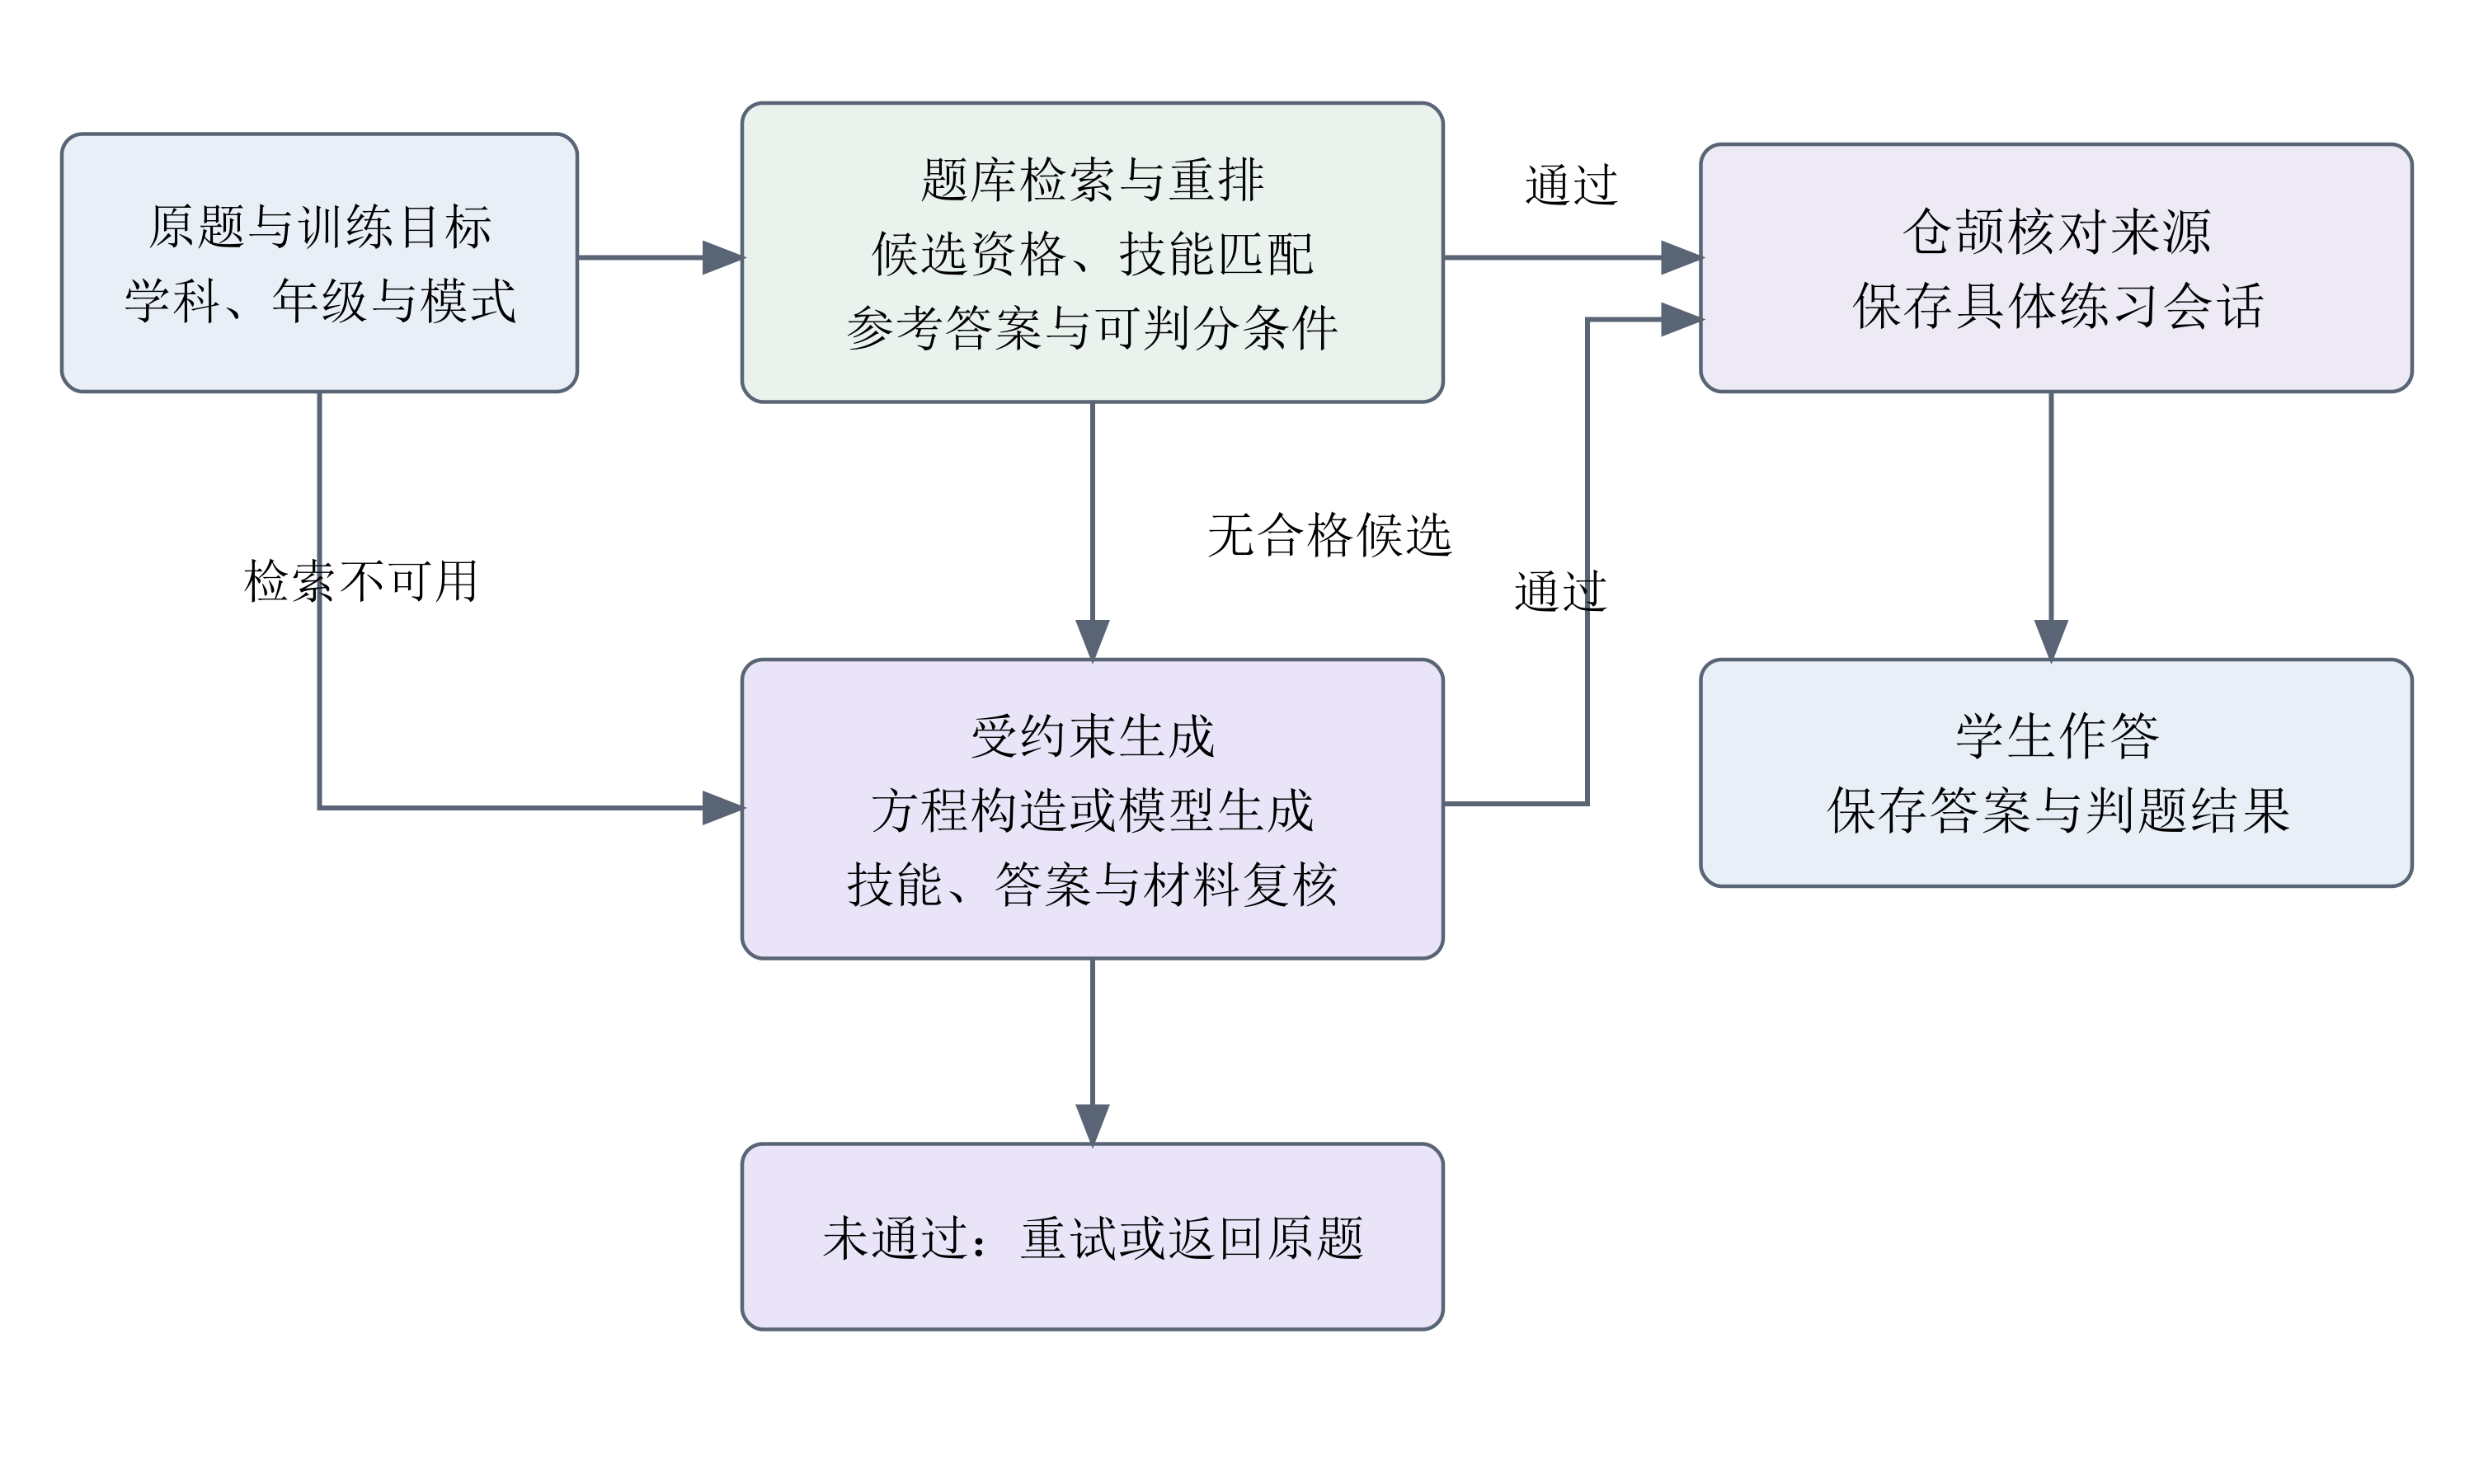 原题与训练目标
学科、年级与模式
题库检索与重排
候选资格、技能匹配
参考答案与可判分条件
通过
仓颉核对来源
保存具体练习会话
检索不可用
无合格候选
通过
受约束生成
方程构造或模型生成
技能、答案与材料复核
学生作答
保存答案与判题结果
未通过：重试或返回原题